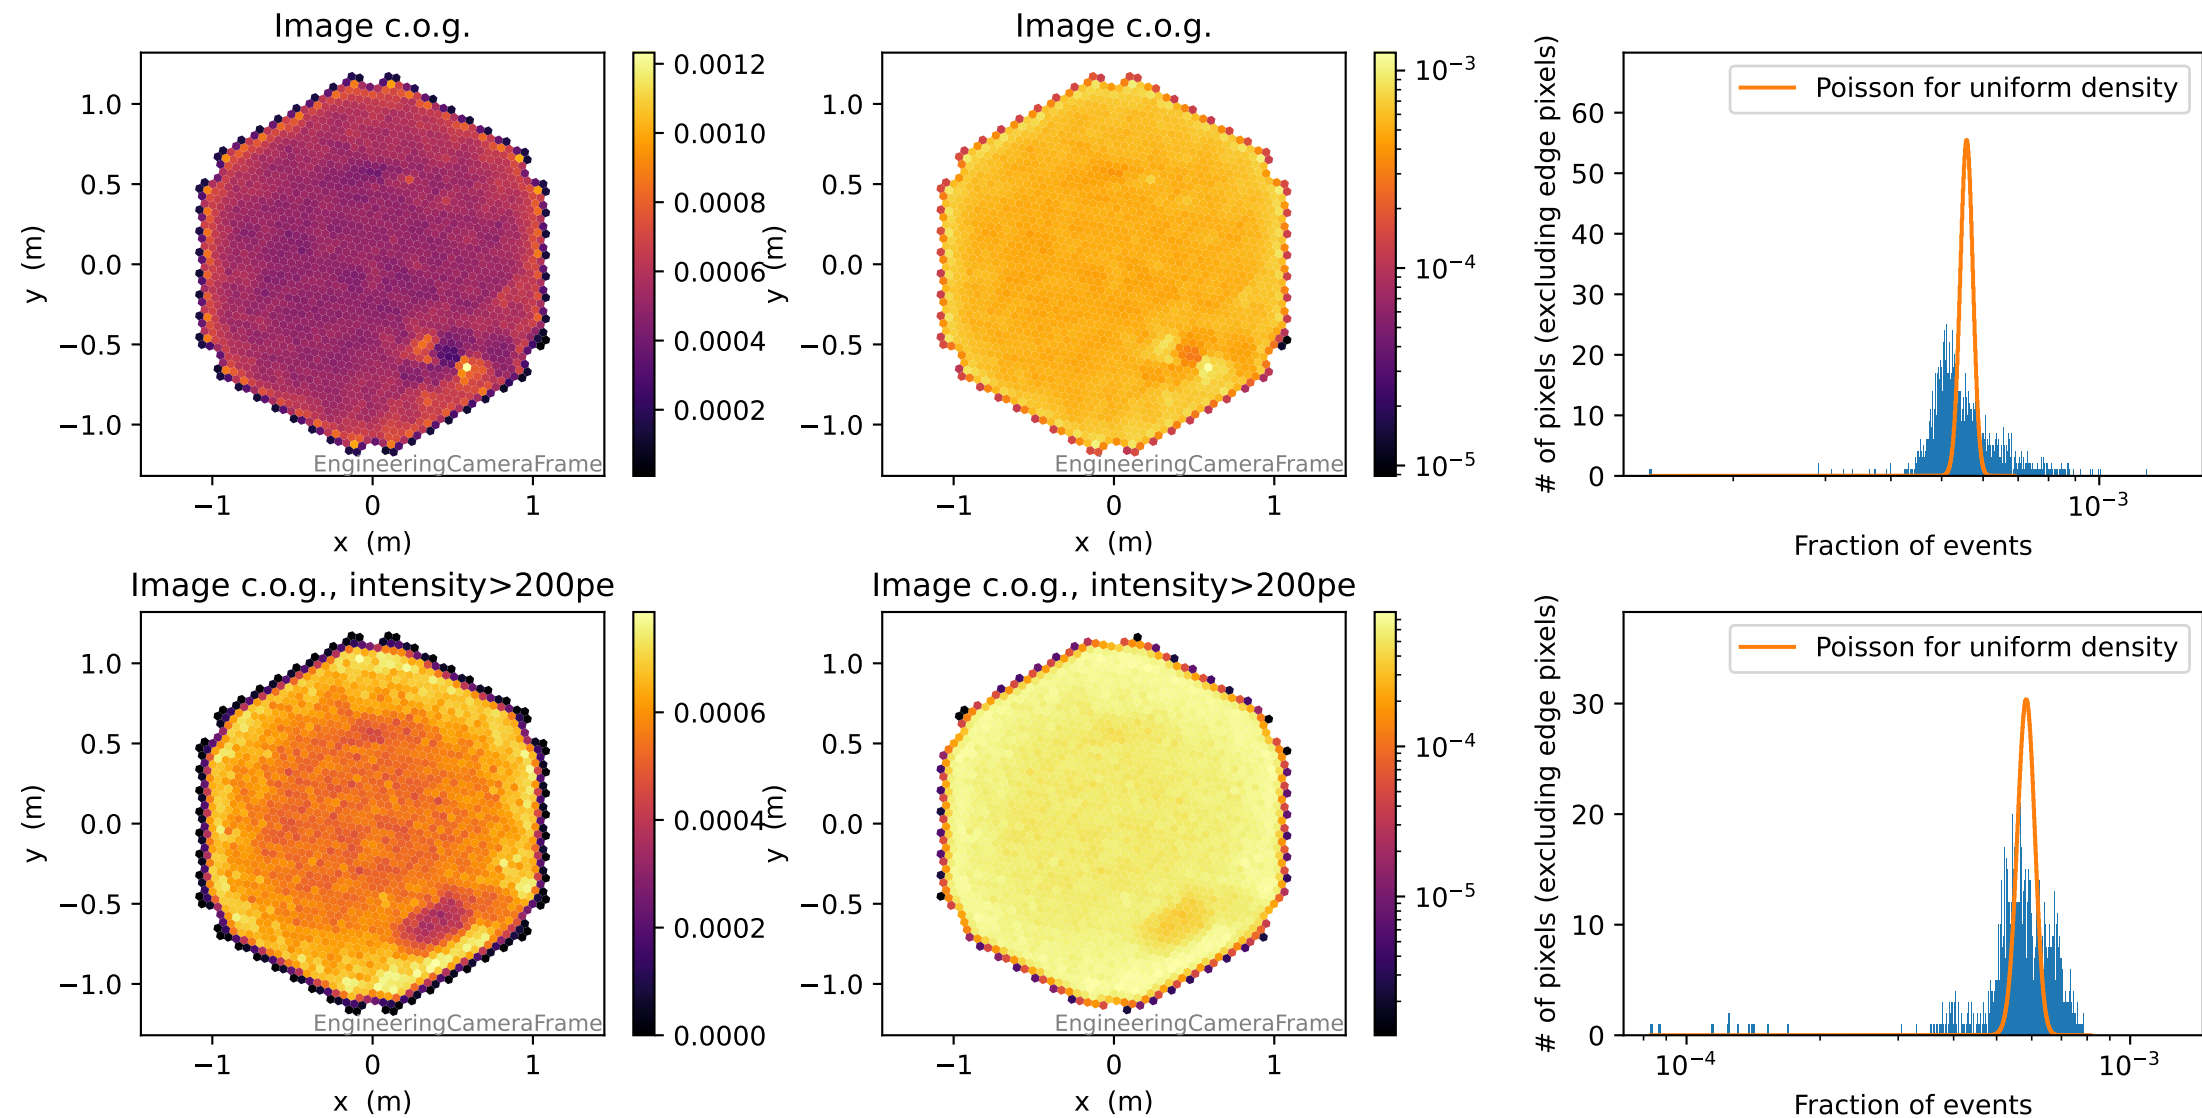 Image c.o.g.
1.0
0.5
0.0
−0.5
−1.0
y (m)
−1
0
1
x (m)
EngineeringCameraFrame
0.0012
0.0010
0.0008
0.0006
0.0004
0.0002
Image c.o.g.
1.0
0.5
0.0
−0.5
−1.0
y (m)
−1
0
1
x (m)
EngineeringCameraFrame
10⁻³
10⁻⁴
10⁻⁵
Poisson for uniform density
# of pixels (excluding edge pixels)
60
50
40
30
20
10
0
10⁻³
Fraction of events
Image c.o.g., intensity>200pe
1.0
0.5
0.0
−0.5
−1.0
y (m)
−1
0
1
x (m)
EngineeringCameraFrame
0.0006
0.0004
0.0002
0.0000
Image c.o.g., intensity>200pe
1.0
0.5
0.0
−0.5
−1.0
y (m)
−1
0
1
x (m)
EngineeringCameraFrame
10⁻⁴
10⁻⁵
Poisson for uniform density
# of pixels (excluding edge pixels)
30
20
10
0
10⁻⁴
10⁻³
Fraction of events